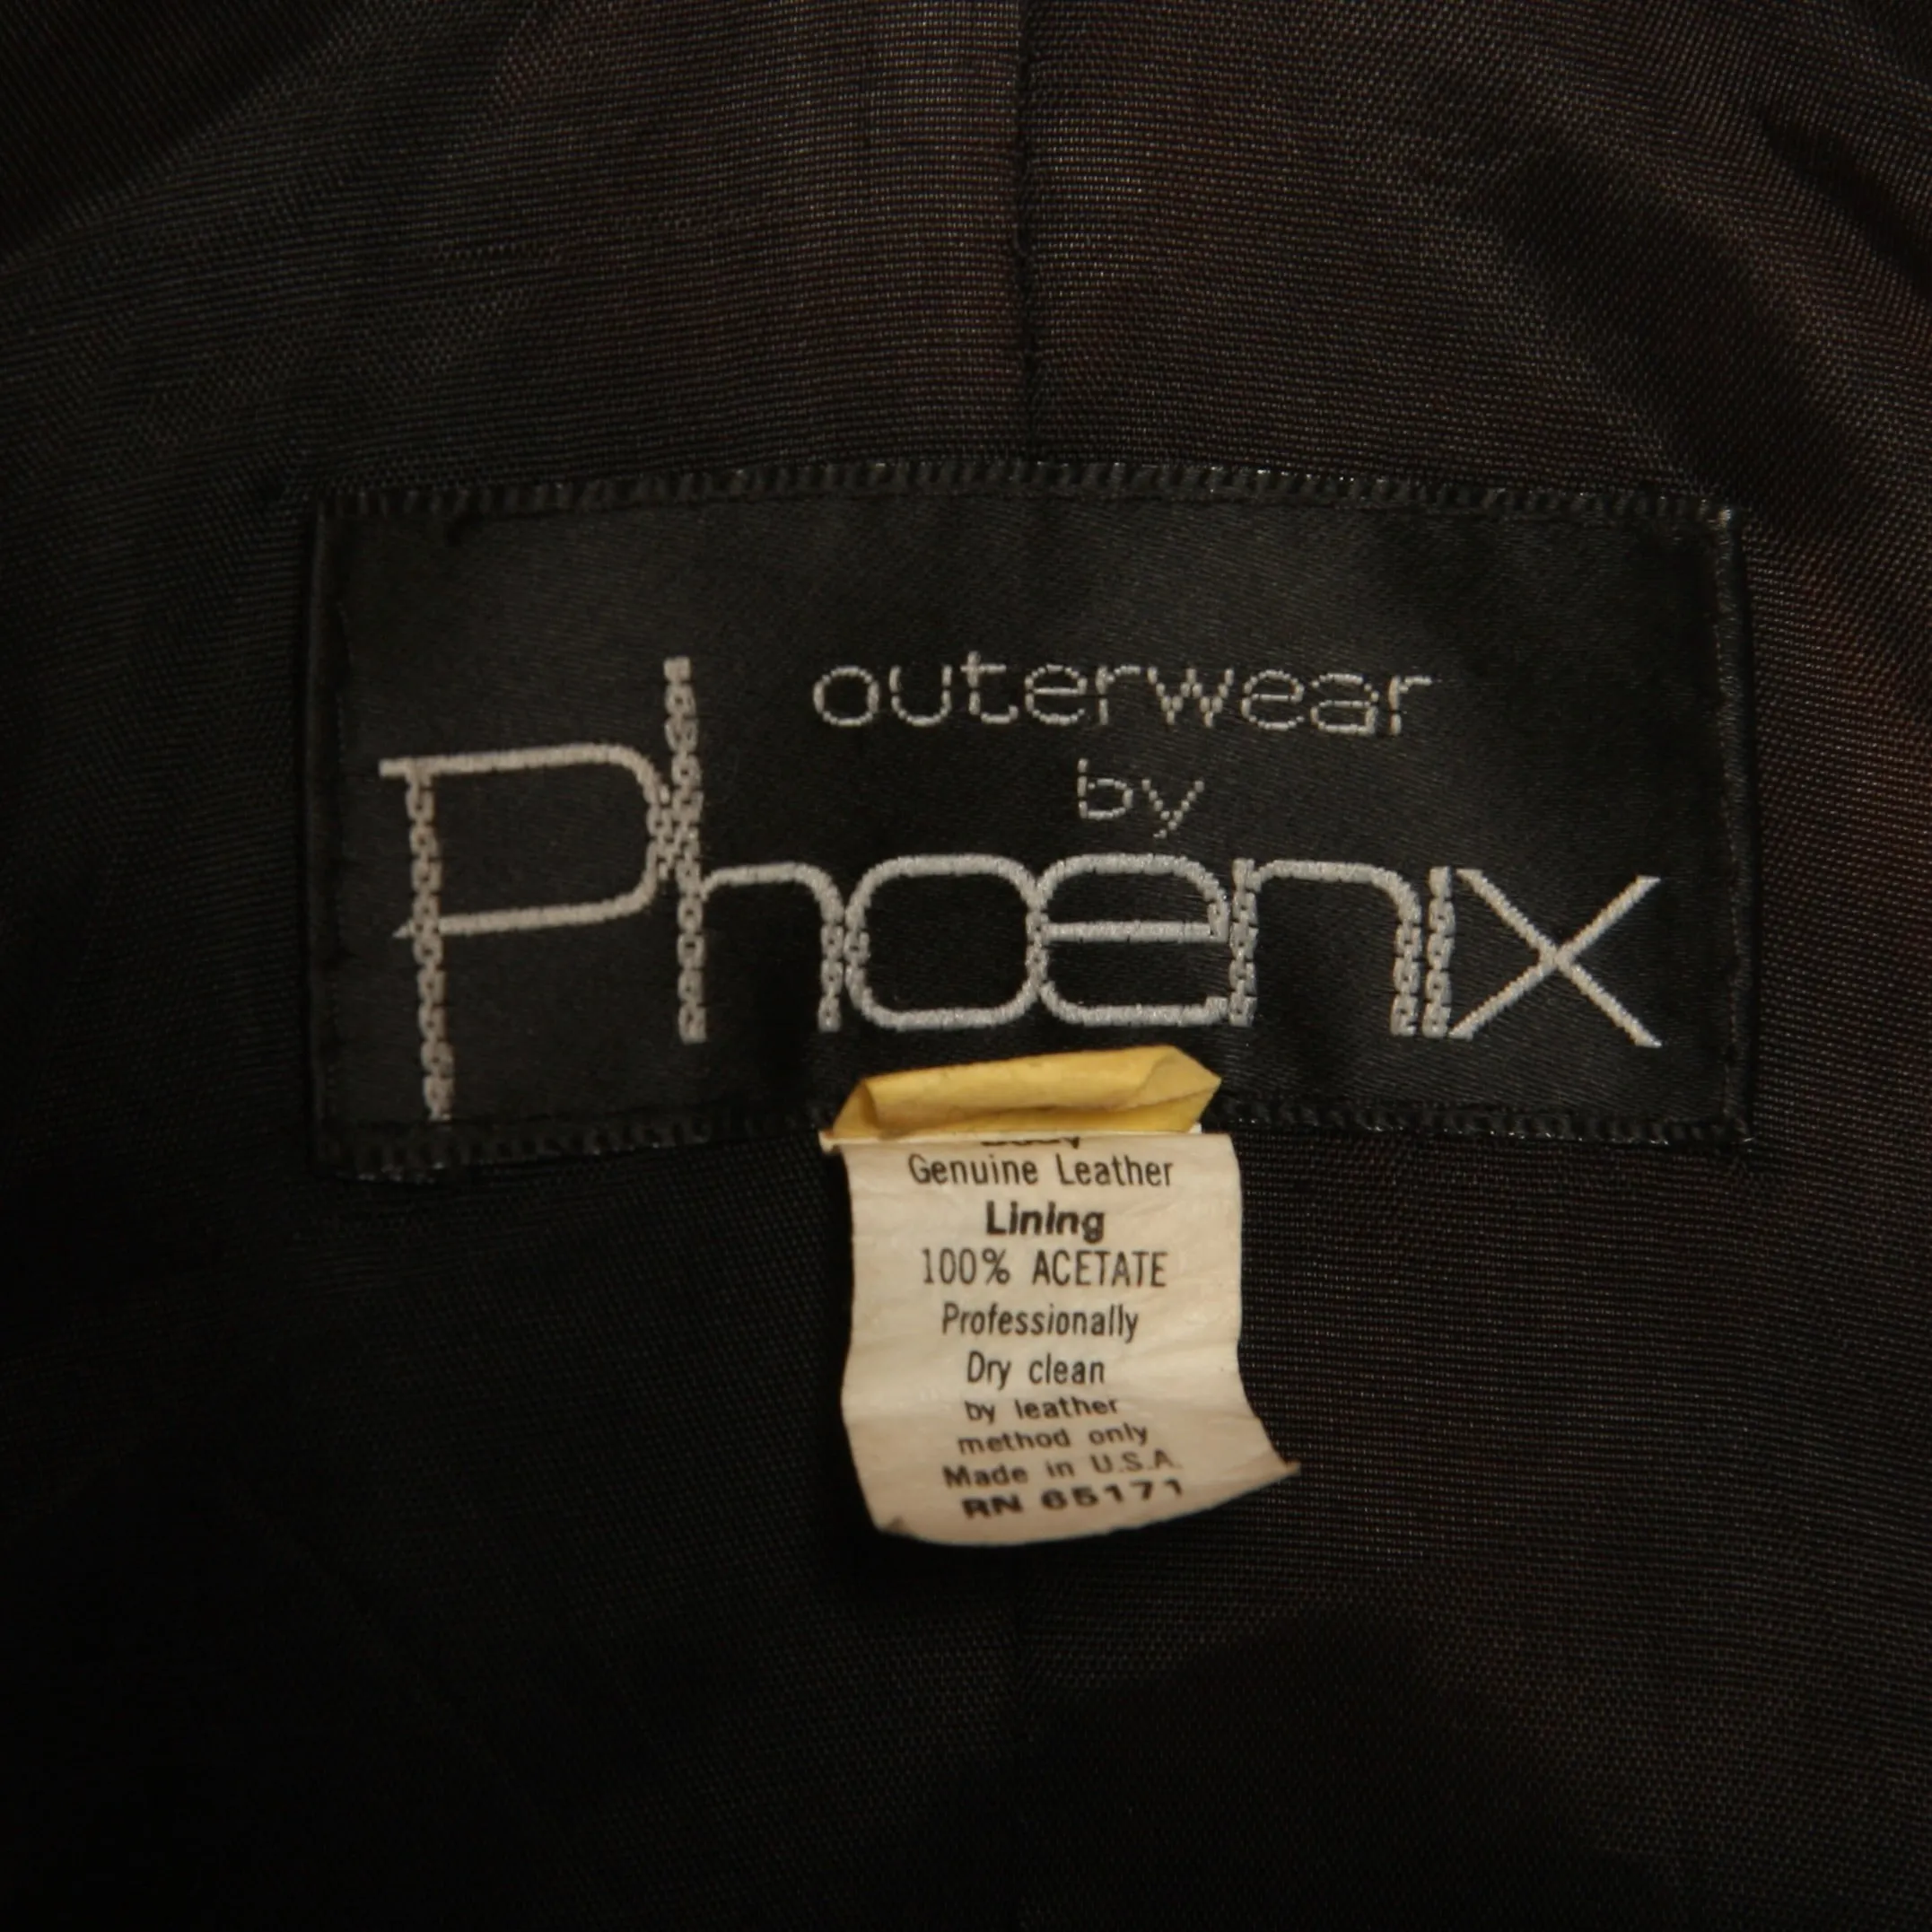 outerwear
by
Phoenix
Body
Genuine Leather
Lining
100% ACETATE
Professionally
Dry clean
by leather
method only
Made in U.S.A.
RN 65171